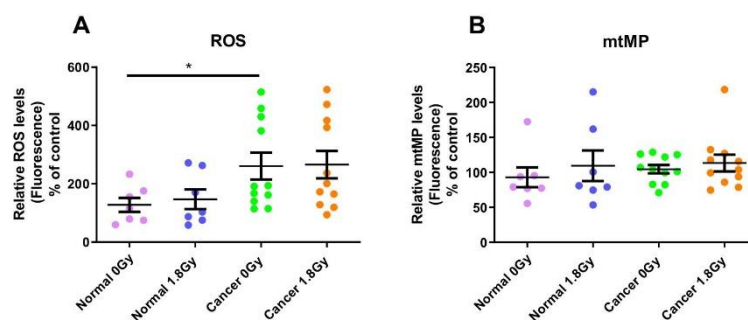 A
ROS
*
Relative ROS levels
(Fluorescence)
% of control
600
400
200
0
Normal 0Gy
Normal 1.8Gy
Cancer 0Gy
Cancer 1.8Gy
B
mtMP
Relative mtMP levels
(Fluorescence)
% of control
250
200
150
100
50
0
Normal 0Gy
Normal 1.8Gy
Cancer 0Gy
Cancer 1.8Gy